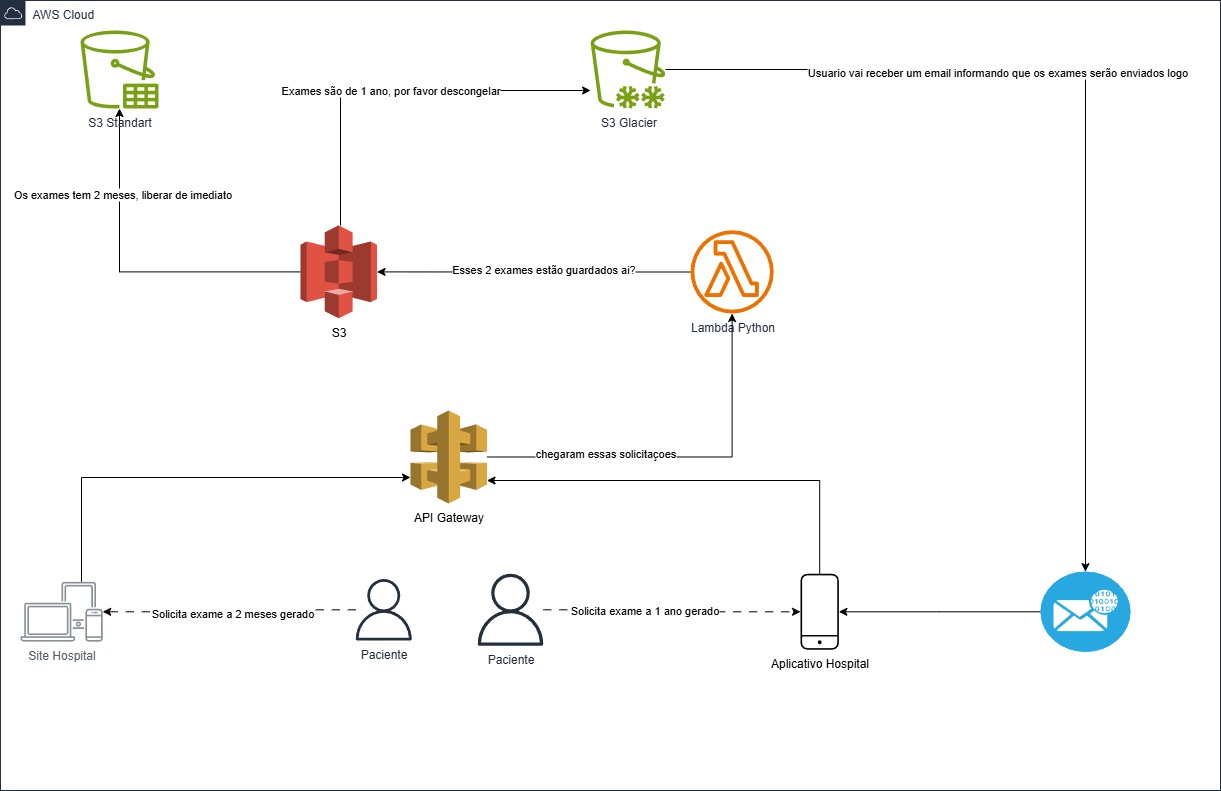 AWS Cloud
S3 Standart
S3 Glacier
Usuario vai receber um email informando que os exames serão enviados logo
Exames são de 1 ano, por favor descongelar
Os exames tem 2 meses, liberar de imediato
Esses 2 exames estão guardados ai?
S3
Lambda Python
chegaram essas solicitaçoes
API Gateway
Solicita exame a 2 meses gerado
Solicita exame a 1 ano gerado
Site Hospital
Paciente
Paciente
Aplicativo Hospital
0101
010010
0100